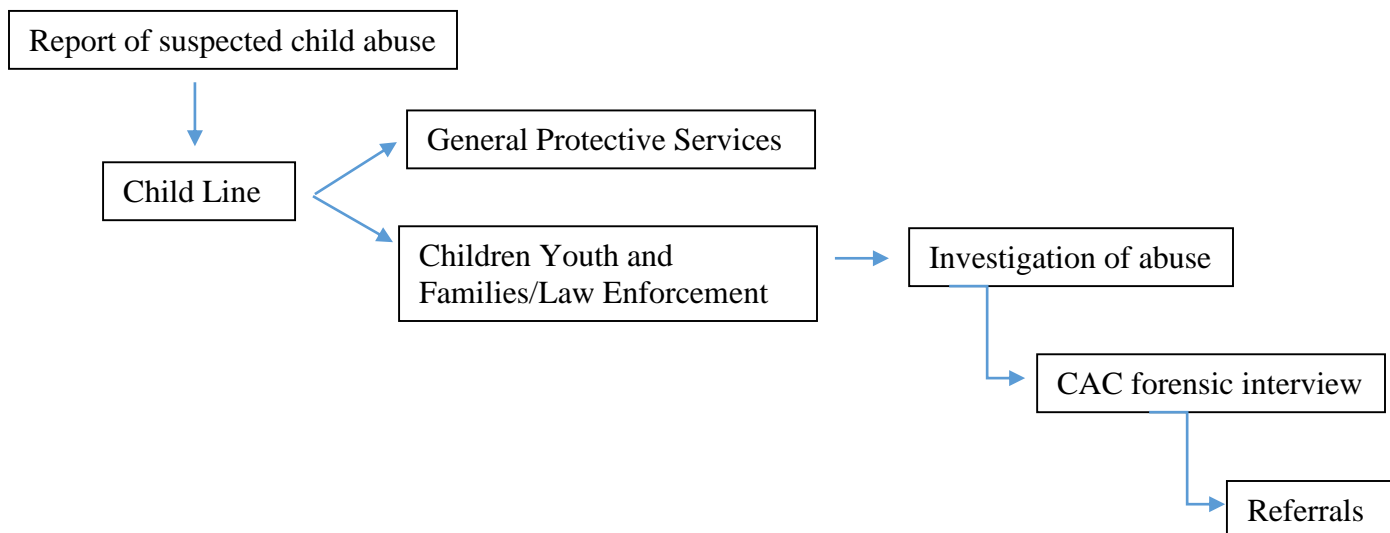 Report of suspected child abuse
General Protective Services
Child Line
Children Youth and
Families/Law Enforcement
Investigation of abuse
CAC forensic interview
Referrals